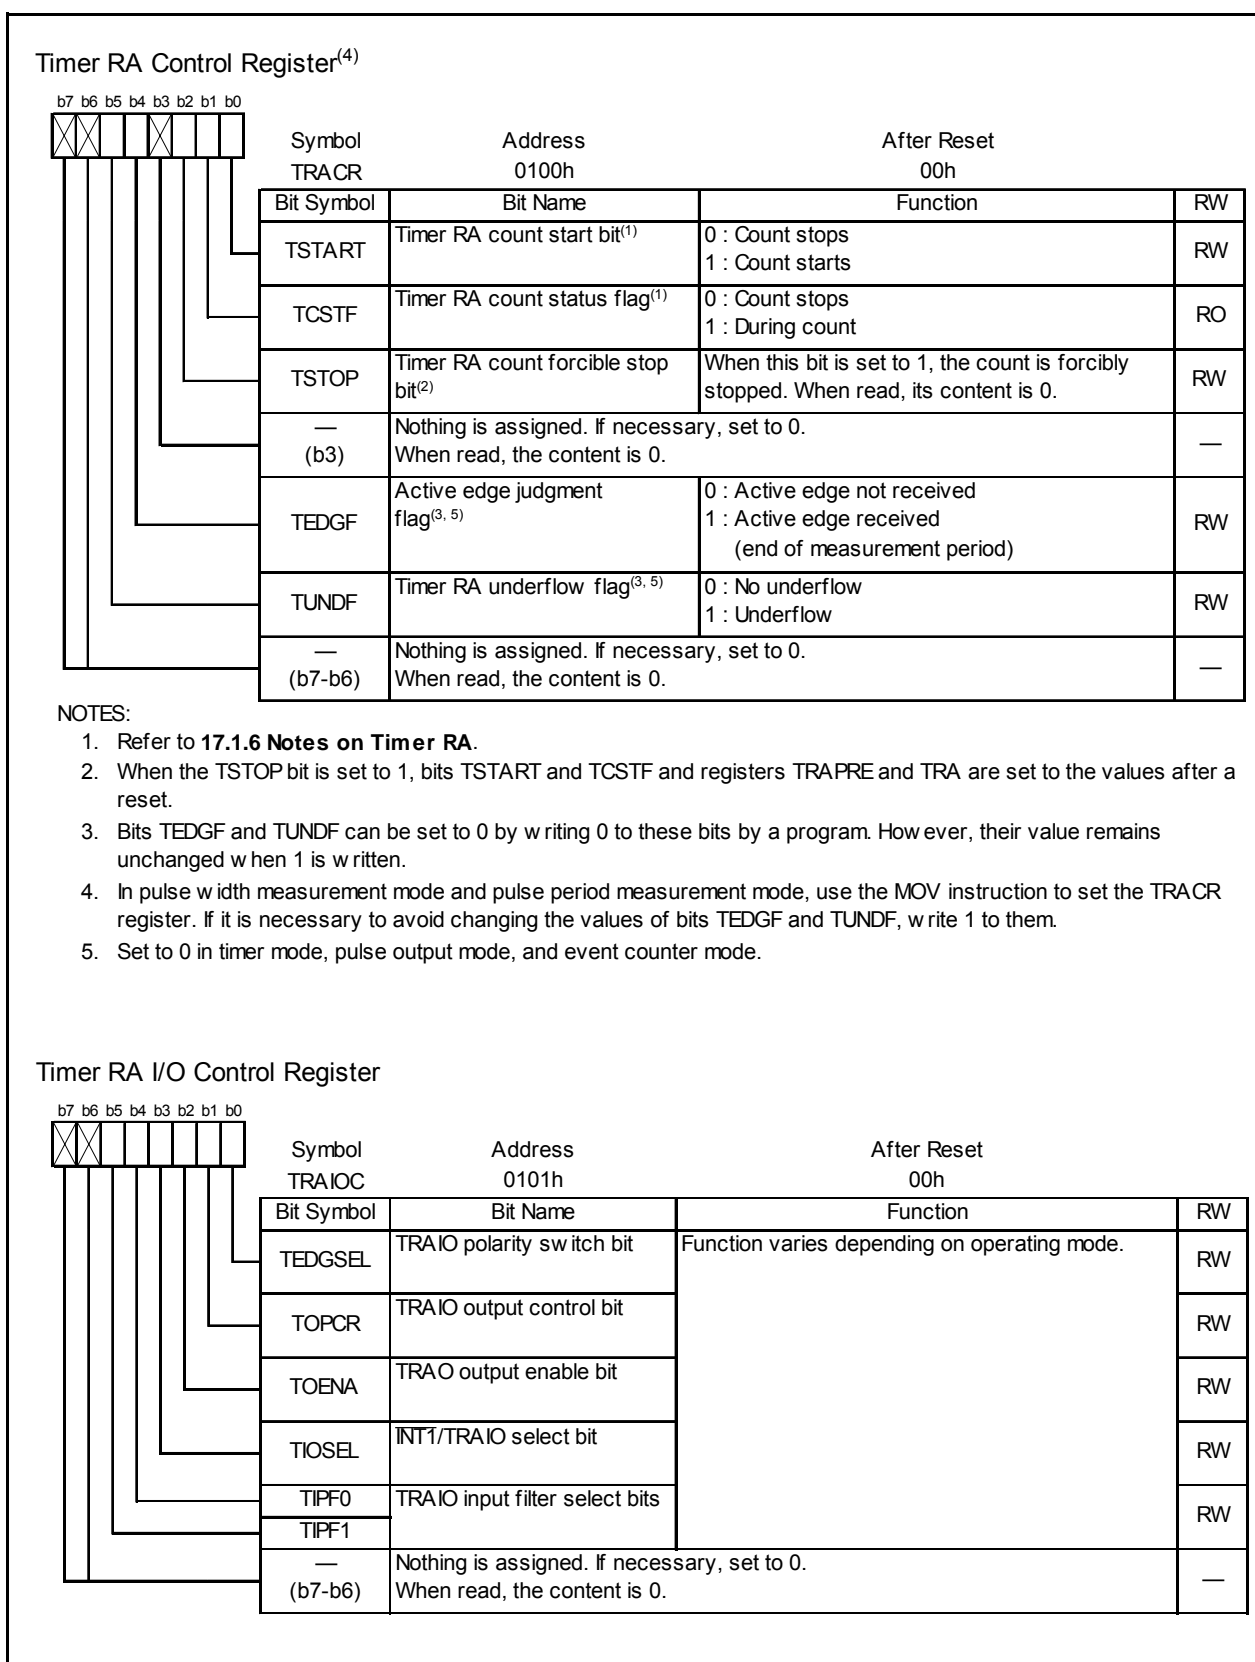 Timer RA Control Register(4)
b7 b6 b5 b4 b3 b2 b1 b0
Symbol Address After Reset
TRACR 0100h 00h
Bit Symbol Bit Name Function RW
TSTART Timer RA count start bit(1) 0 : Count stops
1 : Count starts RW
TCSTF Timer RA count status flag(1) 0 : Count stops
1 : During count RO
TSTOP Timer RA count forcible stop
bit(2) When this bit is set to 1, the count is forcibly
stopped. When read, its content is 0. RW
—
(b3) Nothing is assigned. If necessary, set to 0.
When read, the content is 0. —
TEDGF Active edge judgment
flag(3, 5) 0 : Active edge not received
1 : Active edge received
(end of measurement period) RW
TUNDF Timer RA underflow flag(3, 5) 0 : No underflow
1 : Underflow RW
—
(b7-b6) Nothing is assigned. If necessary, set to 0.
When read, the content is 0. —
NOTES:
1. Refer to 17.1.6 Notes on Timer RA.
2. When the TSTOP bit is set to 1, bits TSTART and TCSTF and registers TRAPRE and TRA are set to the values after a
reset.
3. Bits TEDGF and TUNDF can be set to 0 by writing 0 to these bits by a program. However, their value remains
unchanged when 1 is written.
4. In pulse width measurement mode and pulse period measurement mode, use the MOV instruction to set the TRACR
register. If it is necessary to avoid changing the values of bits TEDGF and TUNDF, write 1 to them.
5. Set to 0 in timer mode, pulse output mode, and event counter mode.
Timer RA I/O Control Register
b7 b6 b5 b4 b3 b2 b1 b0
Symbol Address After Reset
TRAIOC 0101h 00h
Bit Symbol Bit Name Function RW
TEDGSEL TRAIO polarity switch bit Function varies depending on operating mode. RW
TOPCR TRAIO output control bit RW
TOENA TRAO output enable bit RW
TIOSEL INT1/TRAIO select bit RW
TIPF0 TRAIO input filter select bits RW
TIPF1
—
(b7-b6) Nothing is assigned. If necessary, set to 0.
When read, the content is 0. —